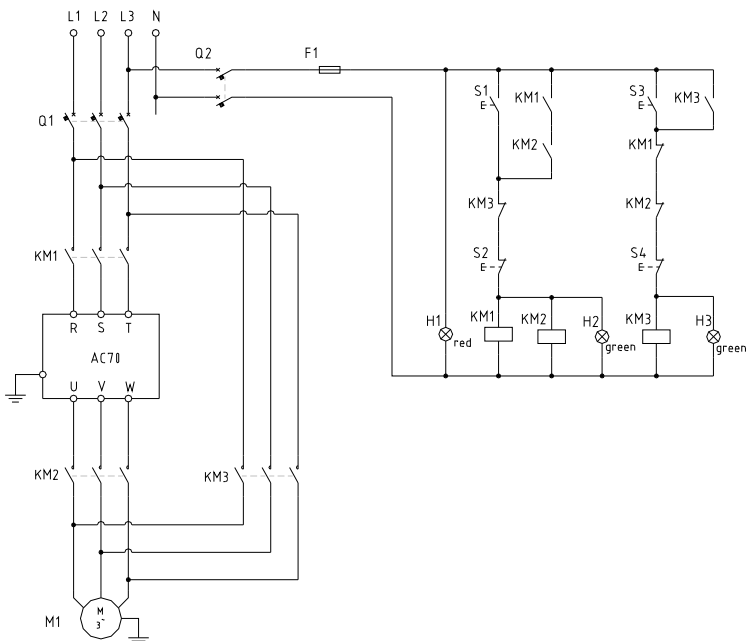 L1 L2 L3 N
Q2 F1
S1 KM1 S3 KM3
Q1
KM2 KM1
KM3 KM2
KM1 S2 S4
R S T
KM1 KM2 H2 KM3 H3
H1 red green green
AC70
U V W
KM2 KM3
M1 M
3~